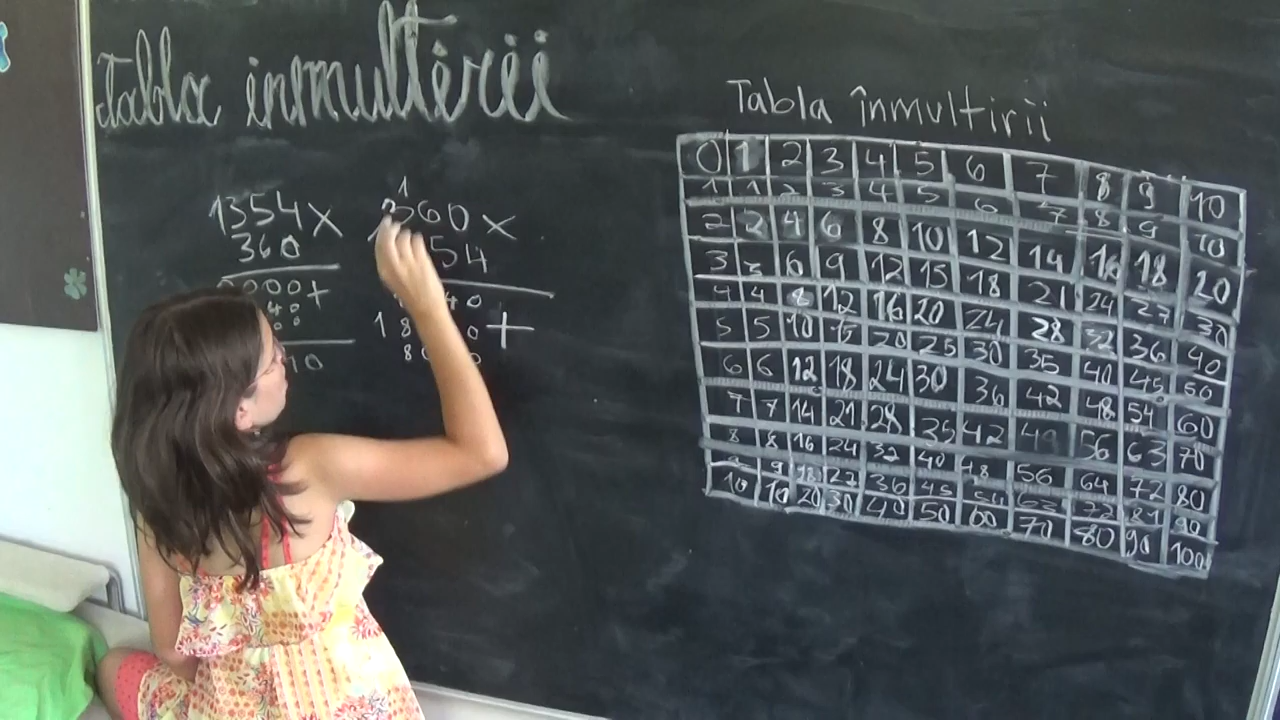 Tabla inmultirii
1354 x
360
+
1
60 x
54
+
Tabla înmultirii
0 1 2 3 4 5 6 7 8 9 10
1 1 2 3 4 5 6 7 8 9 10
2 2 4 6 8 10 12 14 16 18 20
3 3 6 9 12 15 18 21 24 27 30
4 4 8 12 16 20 24 28 32 36 40
5 5 10 15 20 25 30 35 40 45 50
6 6 12 18 24 30 36 42 48 54 60
7 7 14 21 28 35 42 49 56 63 70
8 8 16 24 32 40 48 56 64 72 80
9 9 18 27 36 45 54 63 72 81 90
10 10 20 30 40 50 60 70 80 90 100